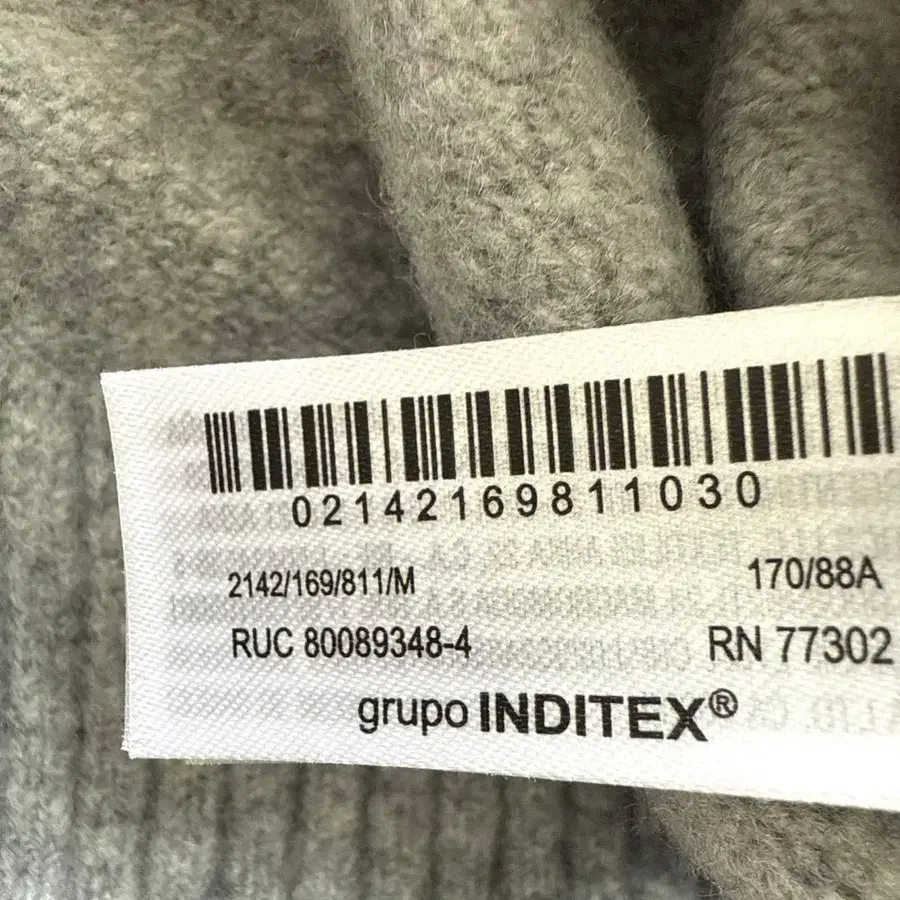 02142169811030
2142/169/811/M 170/88A
RUC 80089348-4 RN 77302
grupo INDITEX®